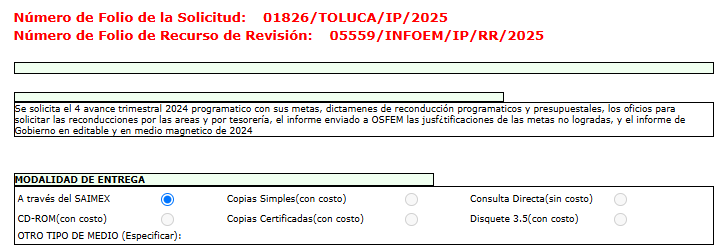 Número de Folio de la Solicitud: 01826/TOLUCA/IP/2025
Número de Folio de Recurso de Revisión: 05559/INFOEM/IP/RR/2025
Se solicita el 4 avance trimestral 2024 programatico con sus metas, dictamenes de reconducción programaticos y presupuestales, los oficios para
solicitar las reconducciones por las areas y por tesorería, el informe enviado a OSFEM las jusf¿tificaciones de las metas no logradas, y el informe de
Gobierno en editable y en medio magnetico de 2024
MODALIDAD DE ENTREGA
A través del SAIMEX Copias Simples(con costo) Consulta Directa(sin costo)
CD-ROM(con costo) Copias Certificadas(con costo) Disquete 3.5(con costo)
OTRO TIPO DE MEDIO (Especificar):